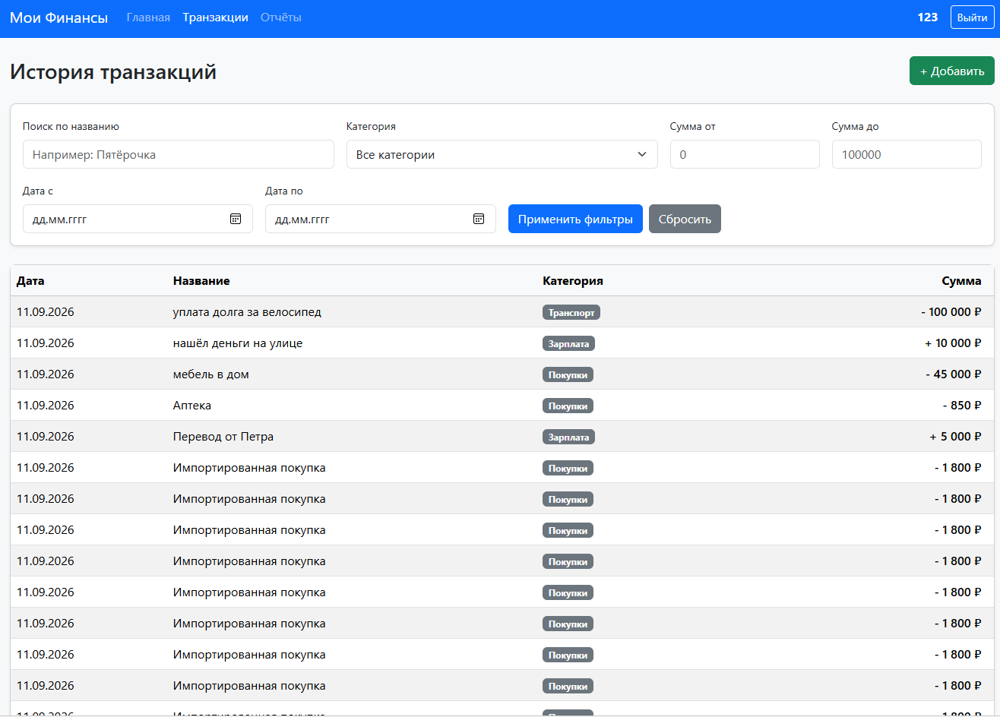 Мои Финансы Главная Транзакции Отчёты 123 Выйти
История транзакций + Добавить
Поиск по названию Категория Сумма от Сумма до
Например: Пятёрочка Все категории 0 100000
Дата с Дата по
дд.мм.гггг дд.мм.гггг Применить фильтры Сбросить
Дата Название Категория Сумма
11.09.2026 уплата долга за велосипед Транспорт - 100 000 ₽
11.09.2026 нашёл деньги на улице Зарплата + 10 000 ₽
11.09.2026 мебель в дом Покупки - 45 000 ₽
11.09.2026 Аптека Покупки - 850 ₽
11.09.2026 Перевод от Петра Зарплата + 5 000 ₽
11.09.2026 Импортированная покупка Покупки - 1 800 ₽
11.09.2026 Импортированная покупка Покупки - 1 800 ₽
11.09.2026 Импортированная покупка Покупки - 1 800 ₽
11.09.2026 Импортированная покупка Покупки - 1 800 ₽
11.09.2026 Импортированная покупка Покупки - 1 800 ₽
11.09.2026 Импортированная покупка Покупки - 1 800 ₽
11.09.2026 Импортированная покупка Покупки - 1 800 ₽
11.09.2026 Импортированная покупка Покупки - 1 800 ₽